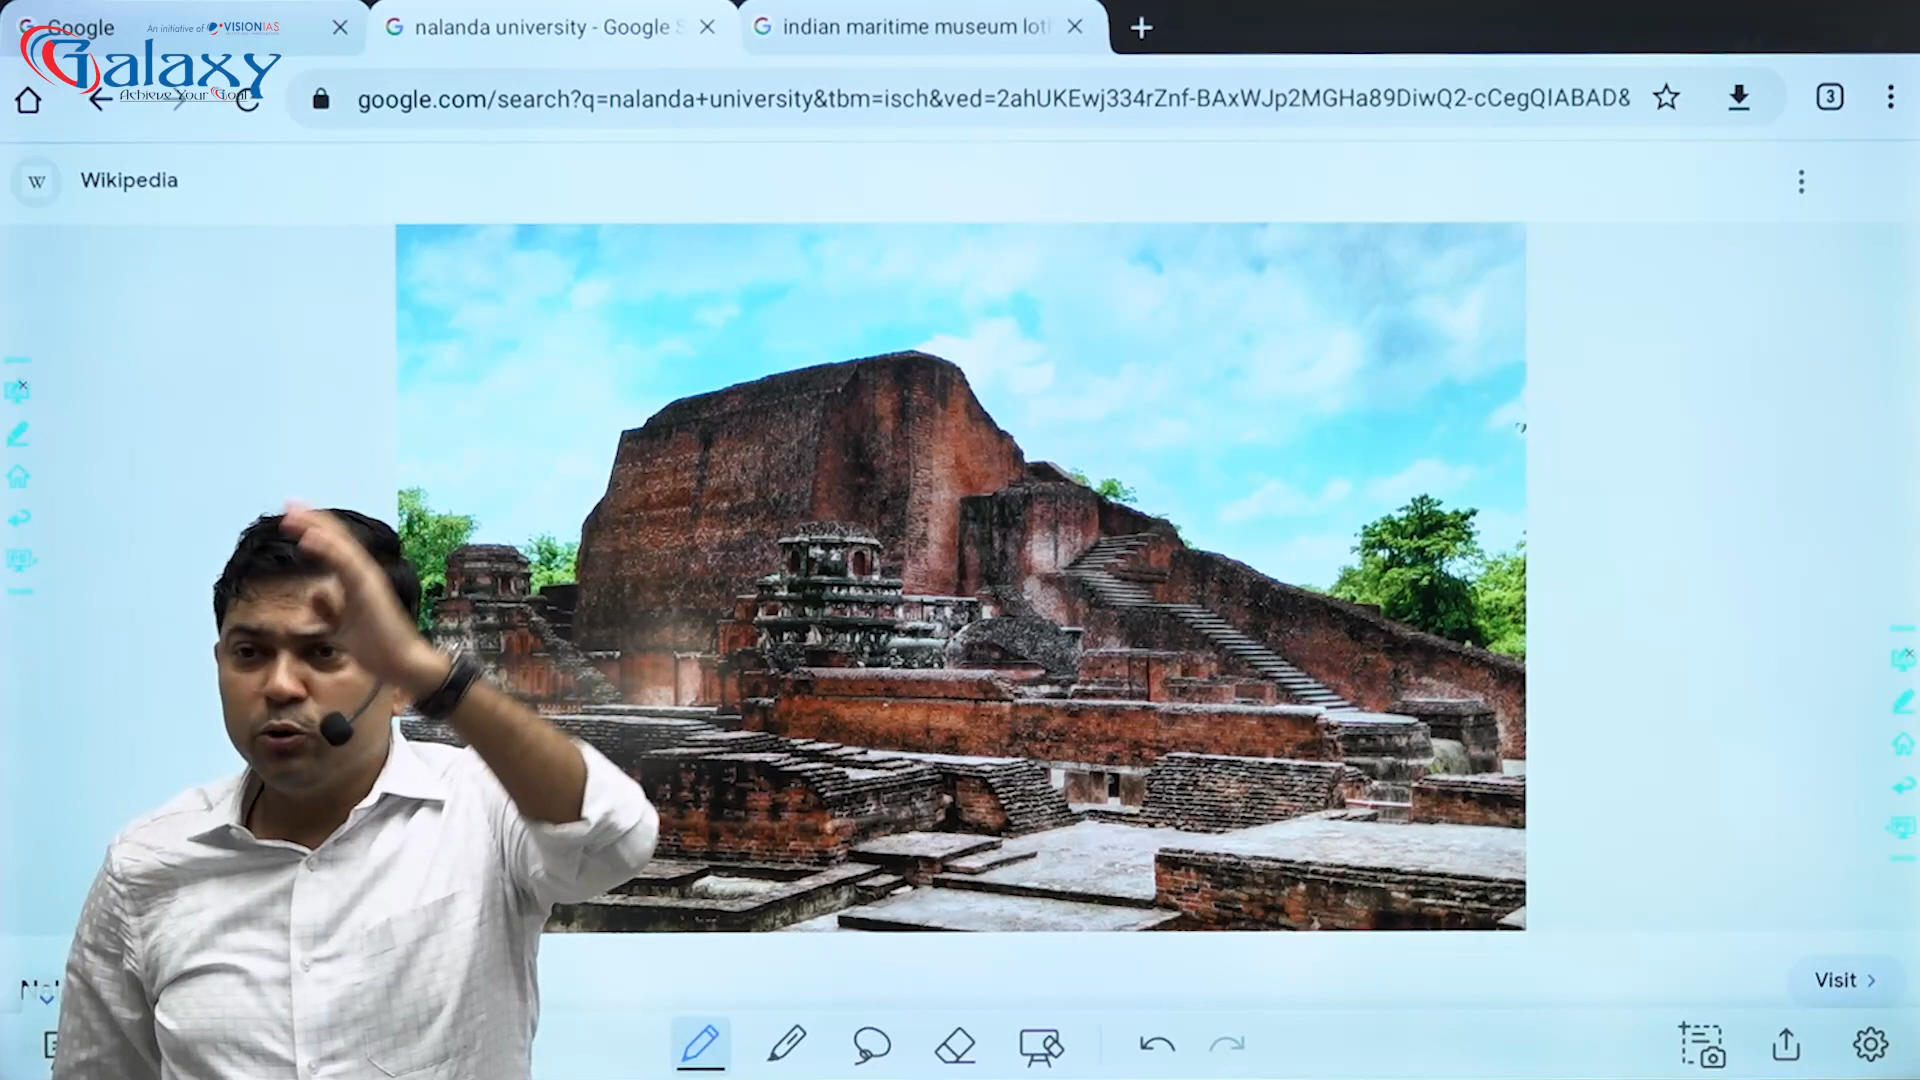 Google
nalanda university - Google S
indian maritime museum lot
An initiative of VISIONIAS
Galaxy
Achieve Your Goal
google.com/search?q=nalanda+university&tbm=isch&ved=2ahUKEwj334rZnf-BAxWJp2MGHa89DiwQ2-cCegQIABAD&
3
W
Wikipedia
Visit